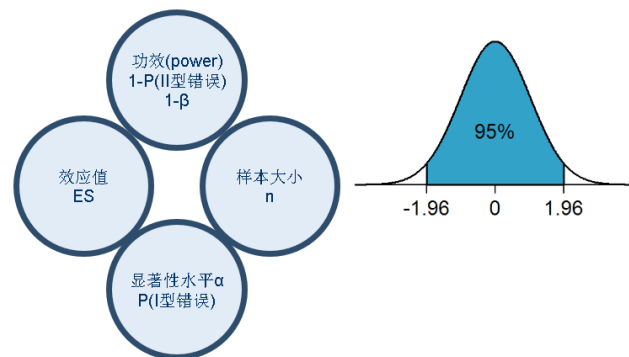 功效(power)
1-P(II型错误)
1-β
效应值
ES
样本大小
n
显著性水平α
P(I型错误)
95%
-1.96
0
1.96